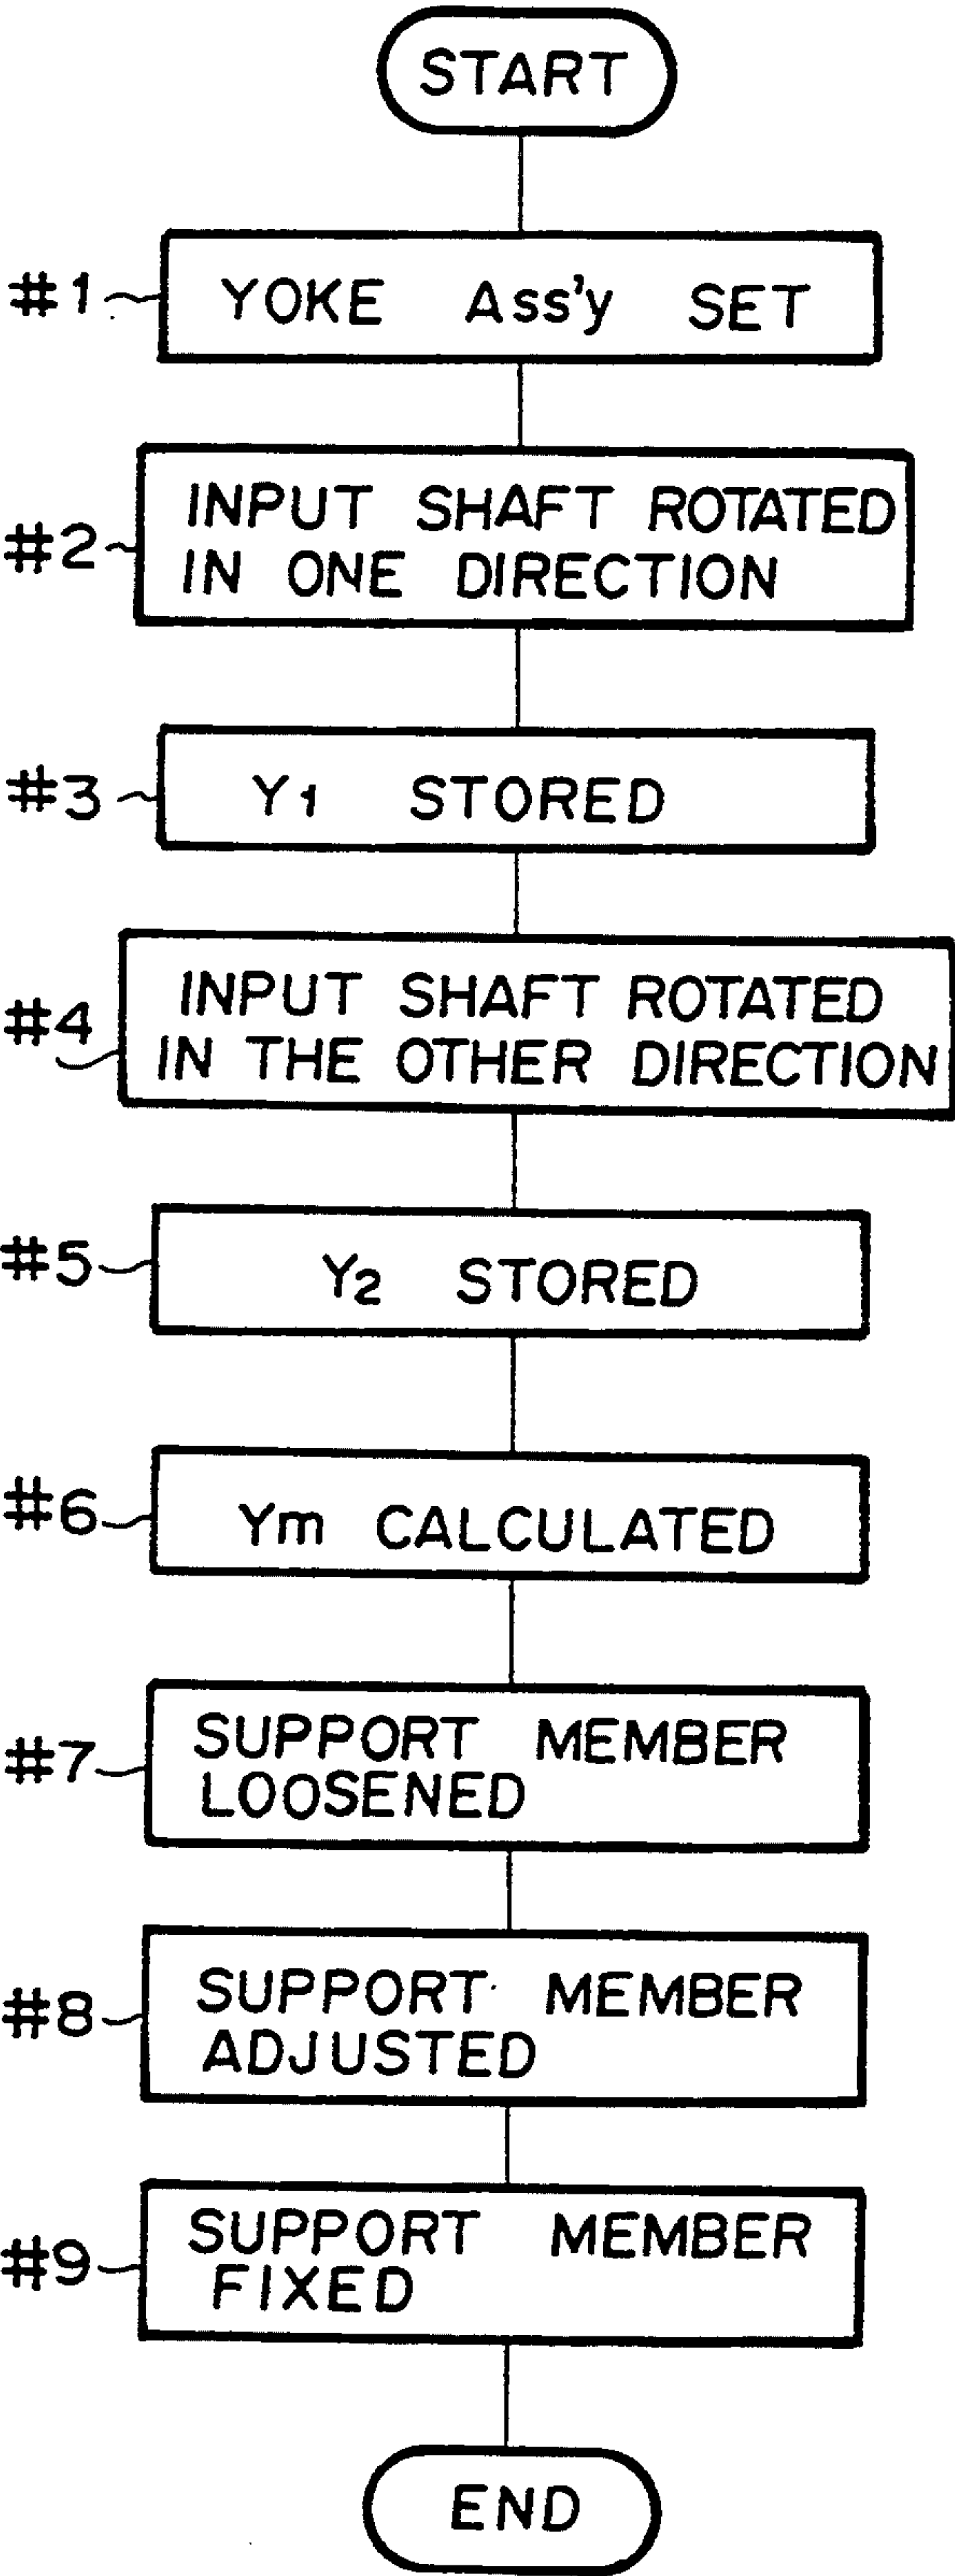 START
#1 YOKE Ass'y SET
#2 INPUT SHAFT ROTATED
IN ONE DIRECTION
#3 Y1 STORED
#4 INPUT SHAFT ROTATED
IN THE OTHER DIRECTION
#5 Y2 STORED
#6 Ym CALCULATED
#7 SUPPORT MEMBER
LOOSENED
#8 SUPPORT MEMBER
ADJUSTED
#9 SUPPORT MEMBER
FIXED
END